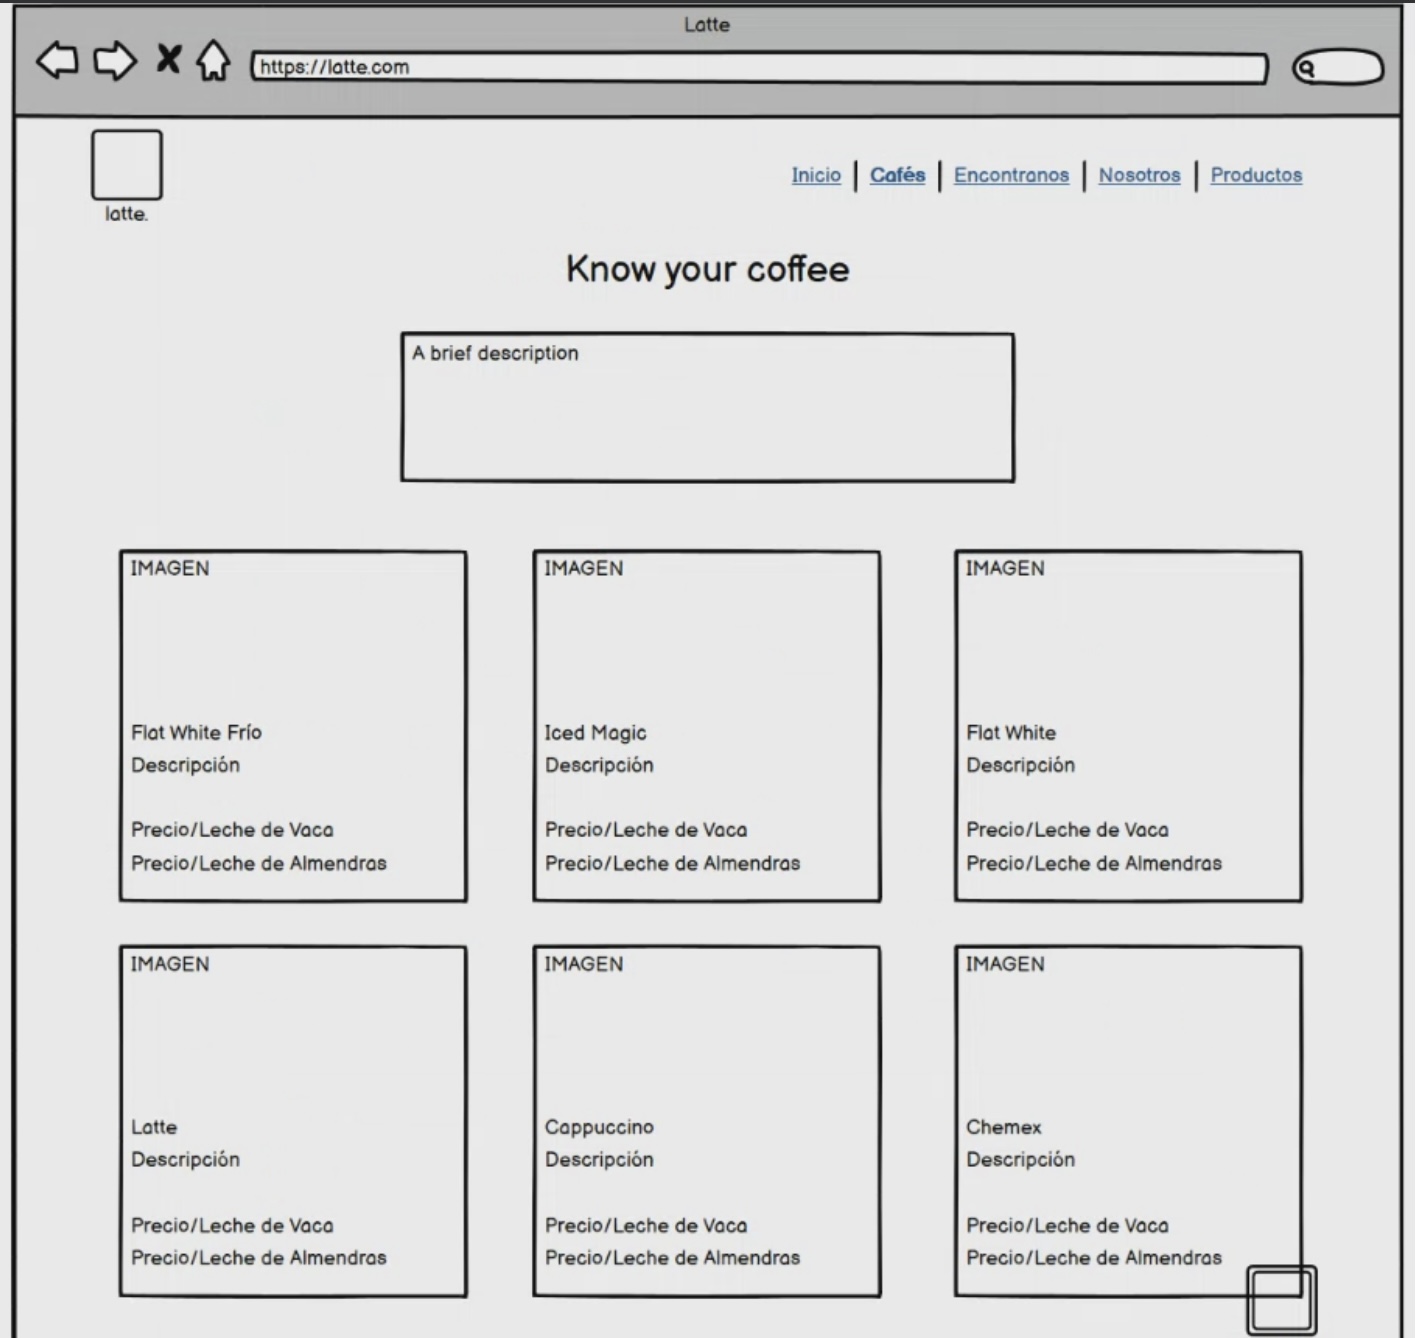 Latte
https://latte.com
latte.
Inicio | Cafés | Encontranos | Nosotros | Productos
Know your coffee
A brief description
IMAGEN
Flat White Frío
Descripción
Precio/Leche de Vaca
Precio/Leche de Almendras
IMAGEN
Iced Magic
Descripción
Precio/Leche de Vaca
Precio/Leche de Almendras
IMAGEN
Flat White
Descripción
Precio/Leche de Vaca
Precio/Leche de Almendras
IMAGEN
Latte
Descripción
Precio/Leche de Vaca
Precio/Leche de Almendras
IMAGEN
Cappuccino
Descripción
Precio/Leche de Vaca
Precio/Leche de Almendras
IMAGEN
Chemex
Descripción
Precio/Leche de Vaca
Precio/Leche de Almendras